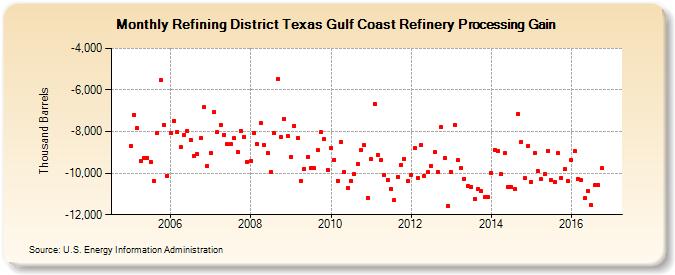 Monthly Refining District Texas Gulf Coast Refinery Processing Gain
Thousand Barrels
-4,000
-6,000
-8,000
-10,000
-12,000
2006 2008 2010 2012 2014 2016
Source: U.S. Energy Information Administration